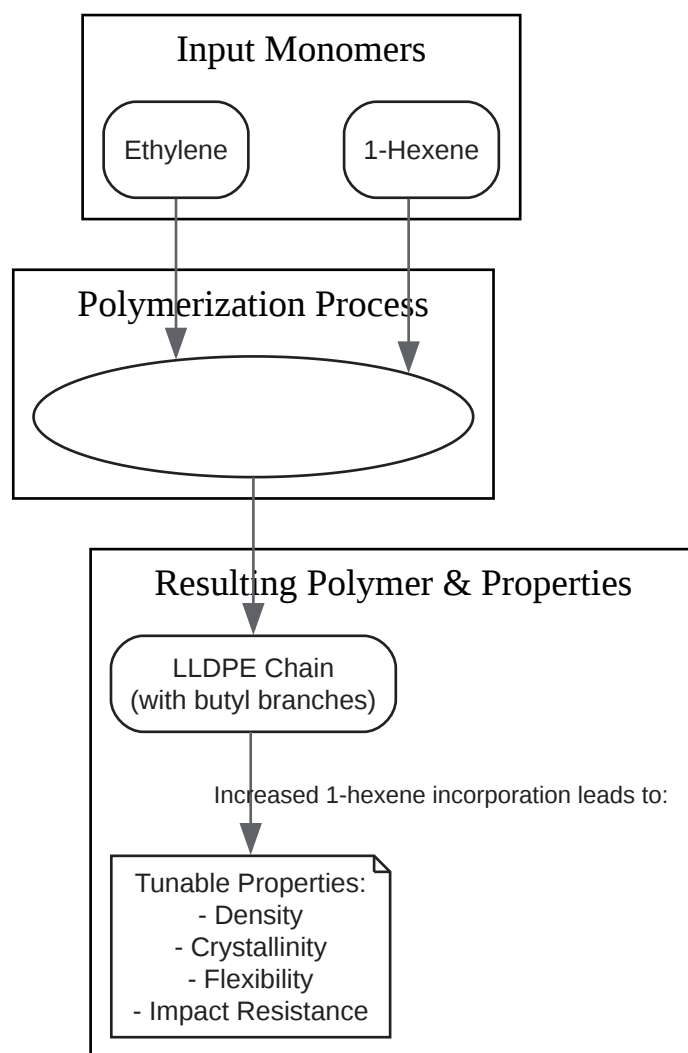 Input Monomers
Ethylene
1-Hexene
Polymerization Process
Resulting Polymer & Properties
LLDPE Chain
(with butyl branches)
Increased 1-hexene incorporation leads to:
Tunable Properties:
- Density
- Crystallinity
- Flexibility
- Impact Resistance